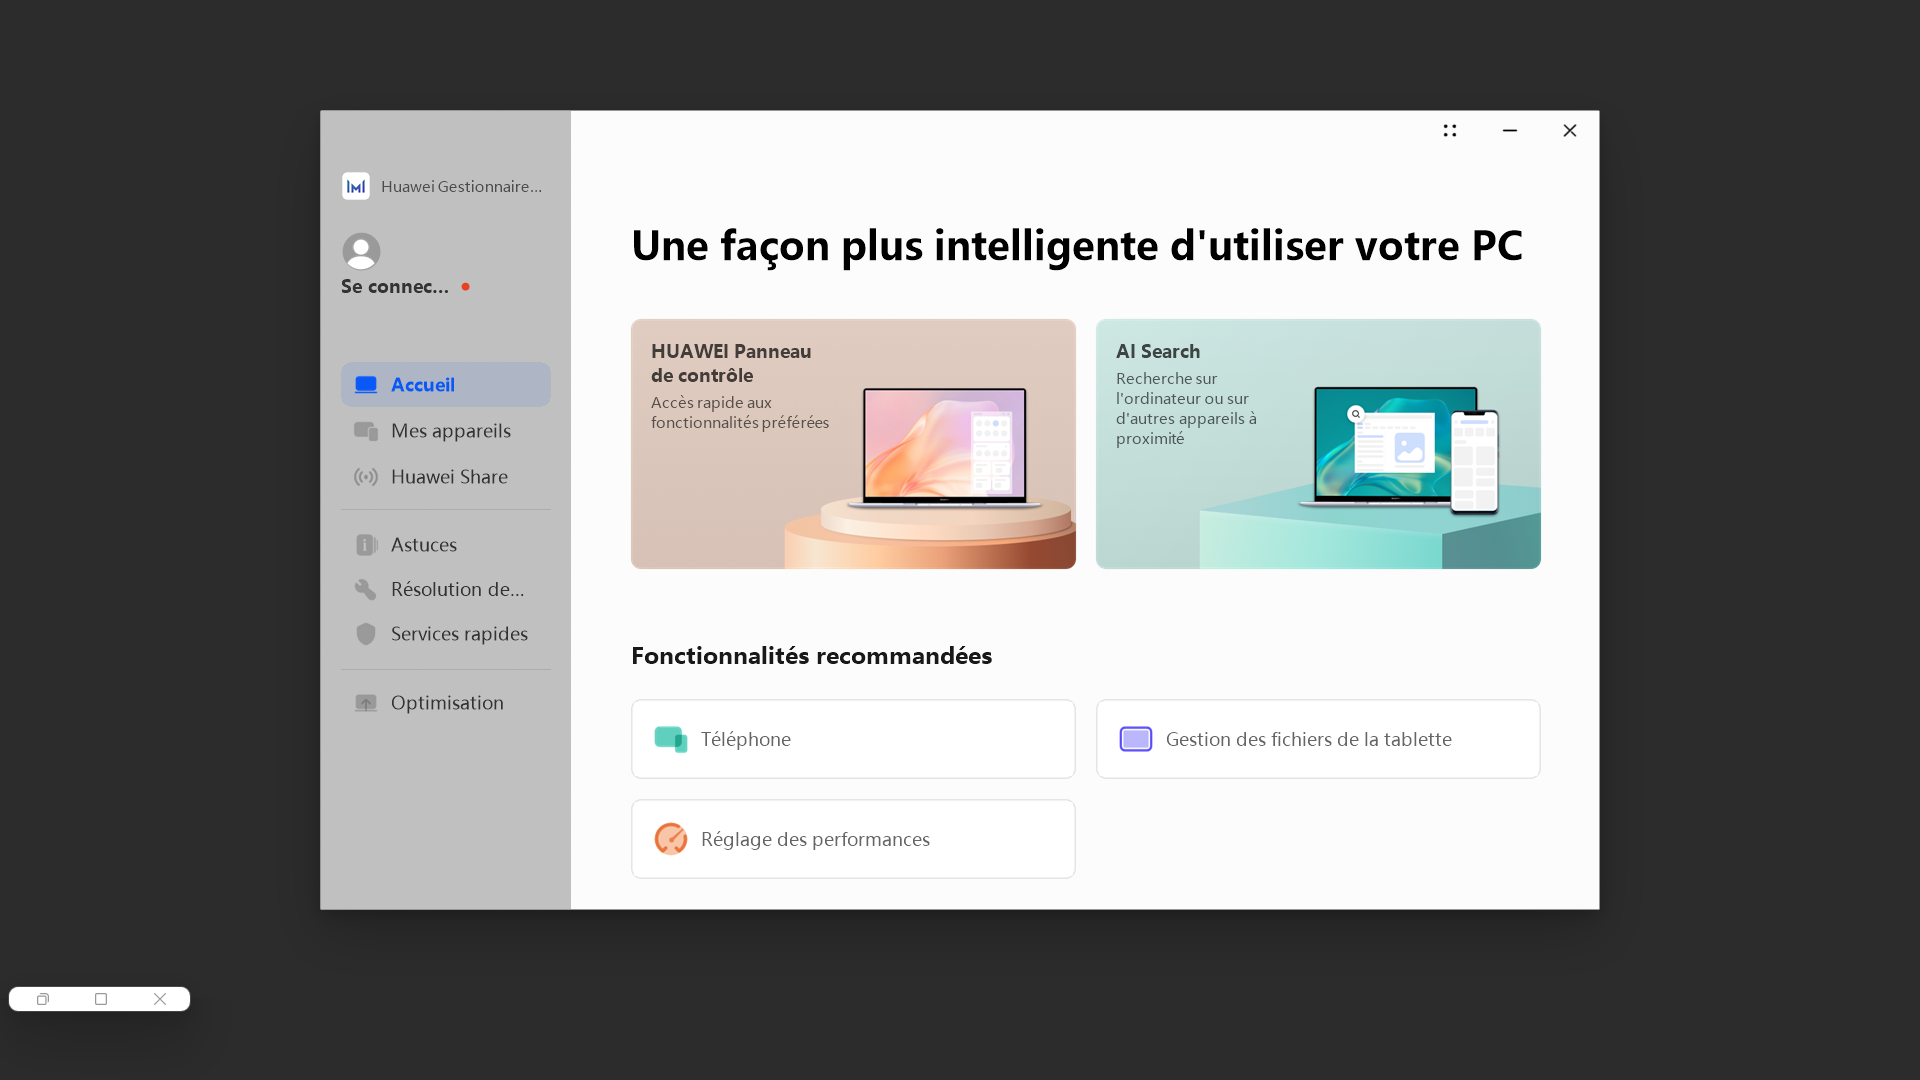 Huawei Gestionnaire...
Se connec...
Accueil
Mes appareils
Huawei Share
Astuces
Résolution de...
Services rapides
Optimisation
Une façon plus intelligente d'utiliser votre PC
HUAWEI Panneau
de contrôle
Accès rapide aux
fonctionnalités préférées
AI Search
Recherche sur
l'ordinateur ou sur
d'autres appareils à
proximité
Fonctionnalités recommandées
Téléphone
Gestion des fichiers de la tablette
Réglage des performances